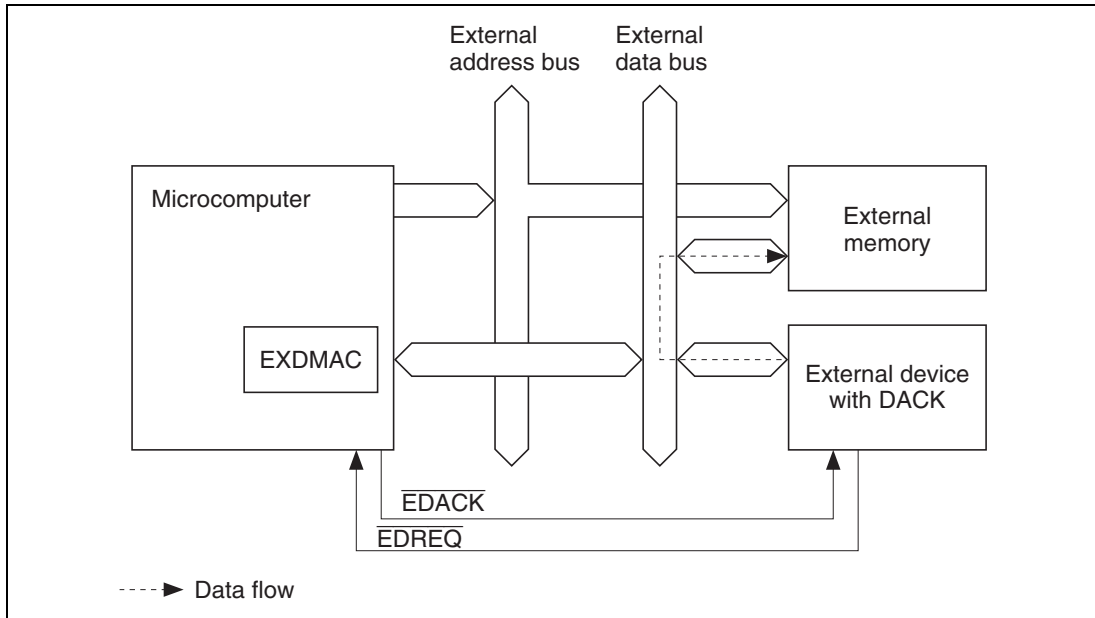 External
address bus
External
data bus
Microcomputer
External
memory
EXDMAC
External device
with DACK
EDACK
EDREQ
Data flow